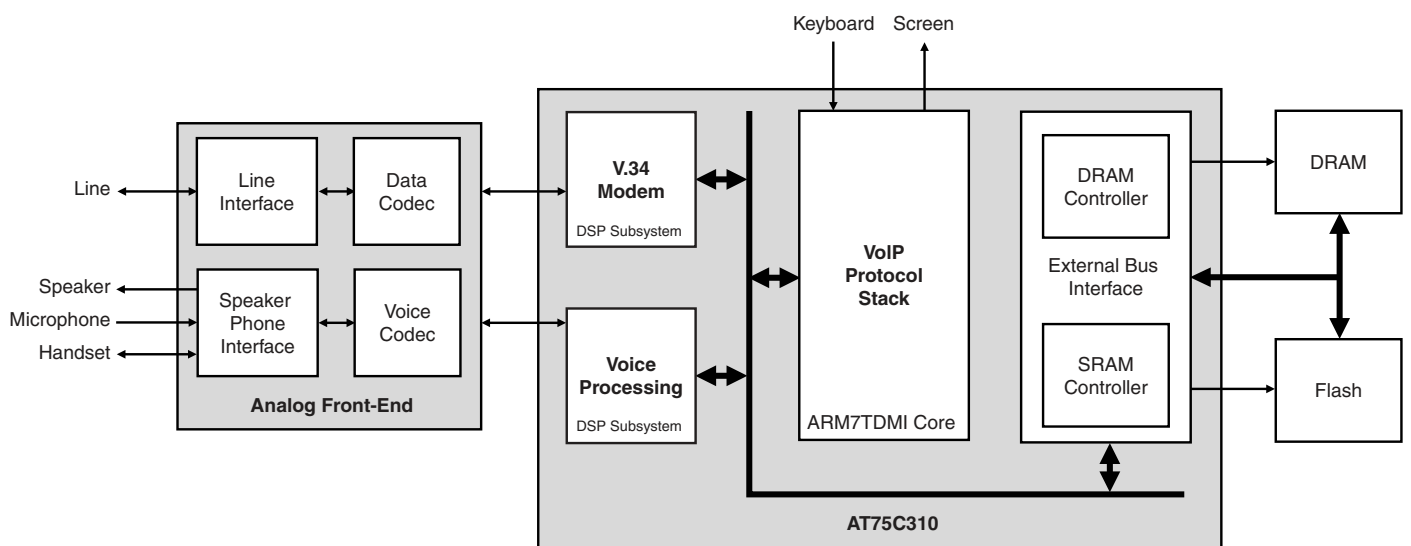 Keyboard
Screen
Line
Speaker
Microphone
Handset
Line
Interface
Data
Codec
Speaker
Phone
Interface
Voice
Codec
Analog Front-End
V.34
Modem
DSP Subsystem
Voice
Processing
DSP Subsystem
VoIP
Protocol
Stack
ARM7TDMI Core
DRAM
Controller
External Bus
Interface
SRAM
Controller
AT75C310
DRAM
Flash